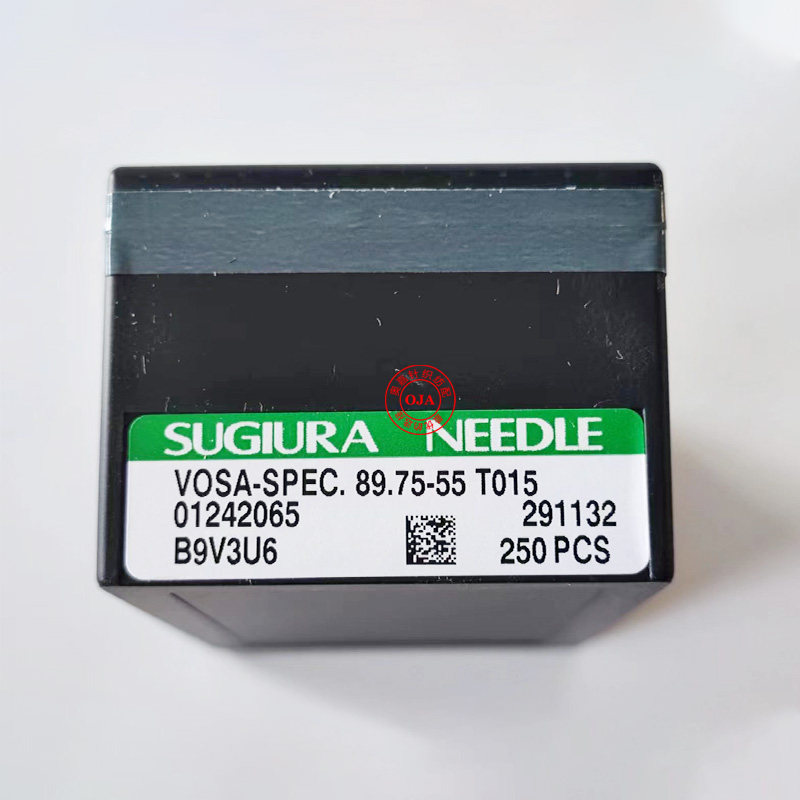 OJA
SUGIURA NEEDLE
VOSA-SPEC. 89.75-55 T015
01242065 291132
B9V3U6 250 PCS